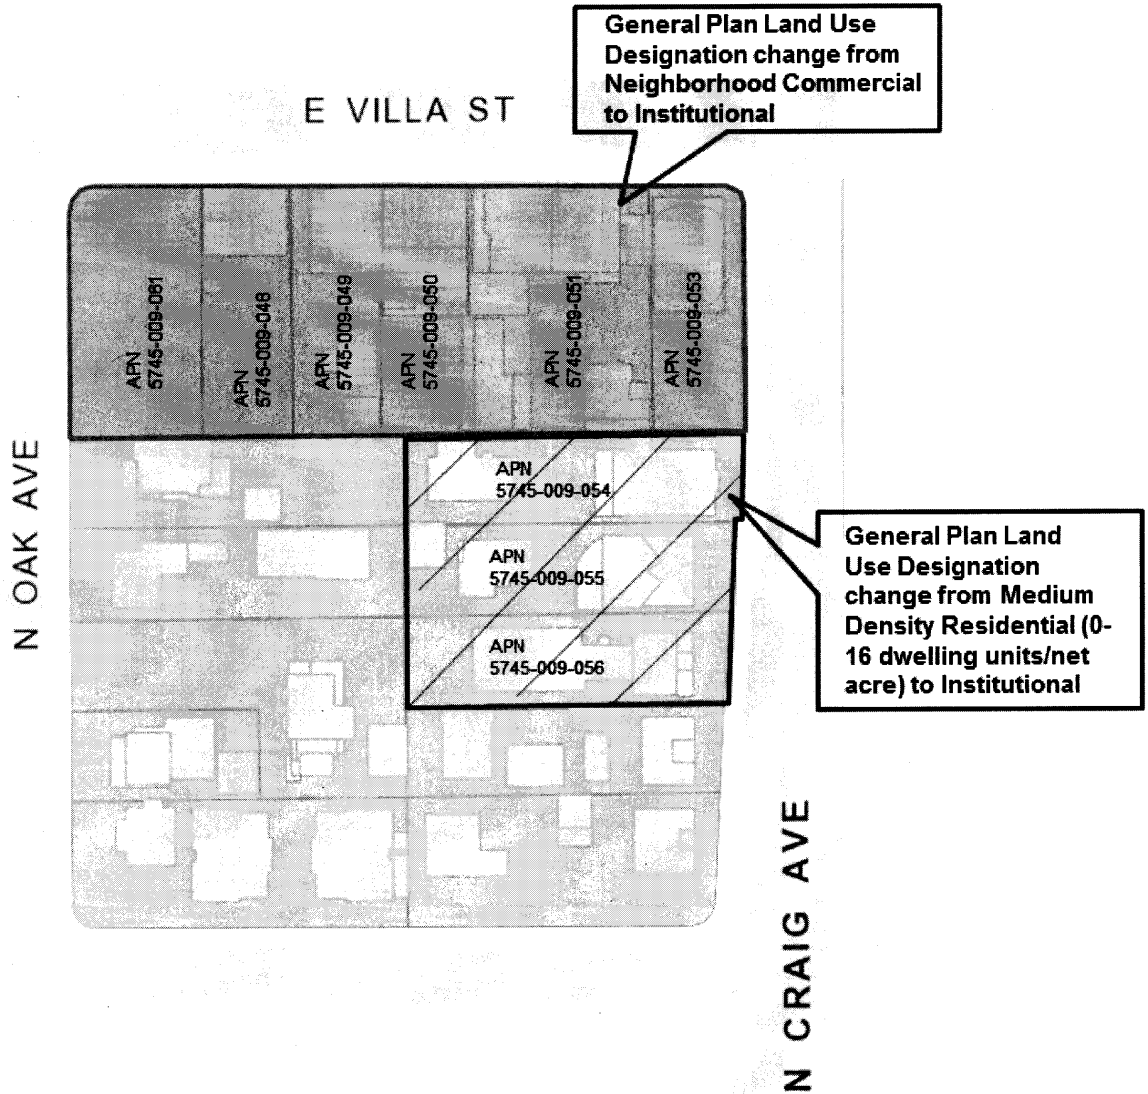 General Plan Land Use
Designation change from
Neighborhood Commercial
to Institutional
E VILLA ST
APN
5745-009-081
APN
5745-009-048
APN
5745-009-049
APN
5745-009-050
APN
5745-009-051
APN
5745-009-053
N OAK AVE
APN
5745-009-054
APN
5745-009-055
APN
5745-009-056
General Plan Land
Use Designation
change from Medium
Density Residential (0-
16 dwelling units/net
acre) to Institutional
N CRAIG AVE